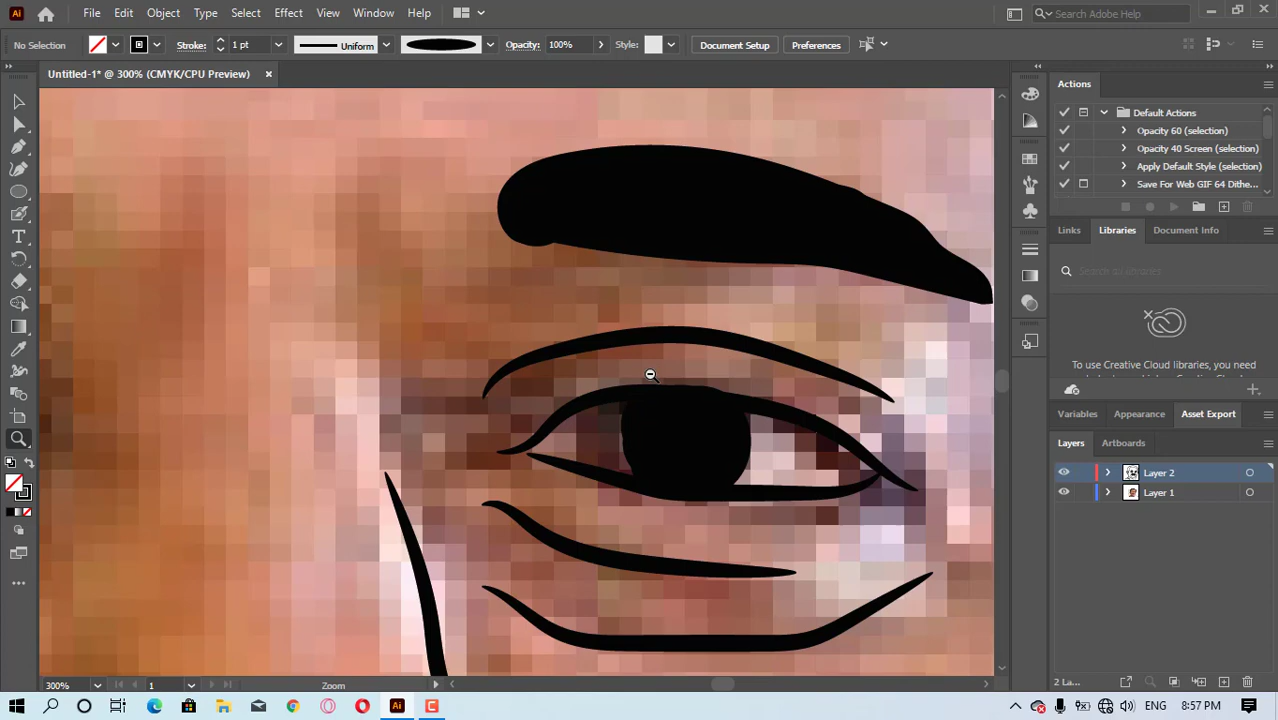 Ai File Edit Object Type Select Effect View Window Help Search Adobe Help
No Selection Stroke: 1 pt Uniform Opacity: 100% Style: Document Setup Preferences
Untitled-1* @ 300% (CMYK/CPU Preview)
Actions
Default Actions
Opacity 60 (selection)
Opacity 40 Screen (selection)
Apply Default Style (selection)
Save For Web GIF 64 Dithe...
Links Libraries Document Info
Search all libraries
To use Creative Cloud libraries, you need
Variables Appearance Asset Export
Layers Artboards
Layer 2
Layer 1
300% 1 Zoom 2 La...
ENG 8:57 PM